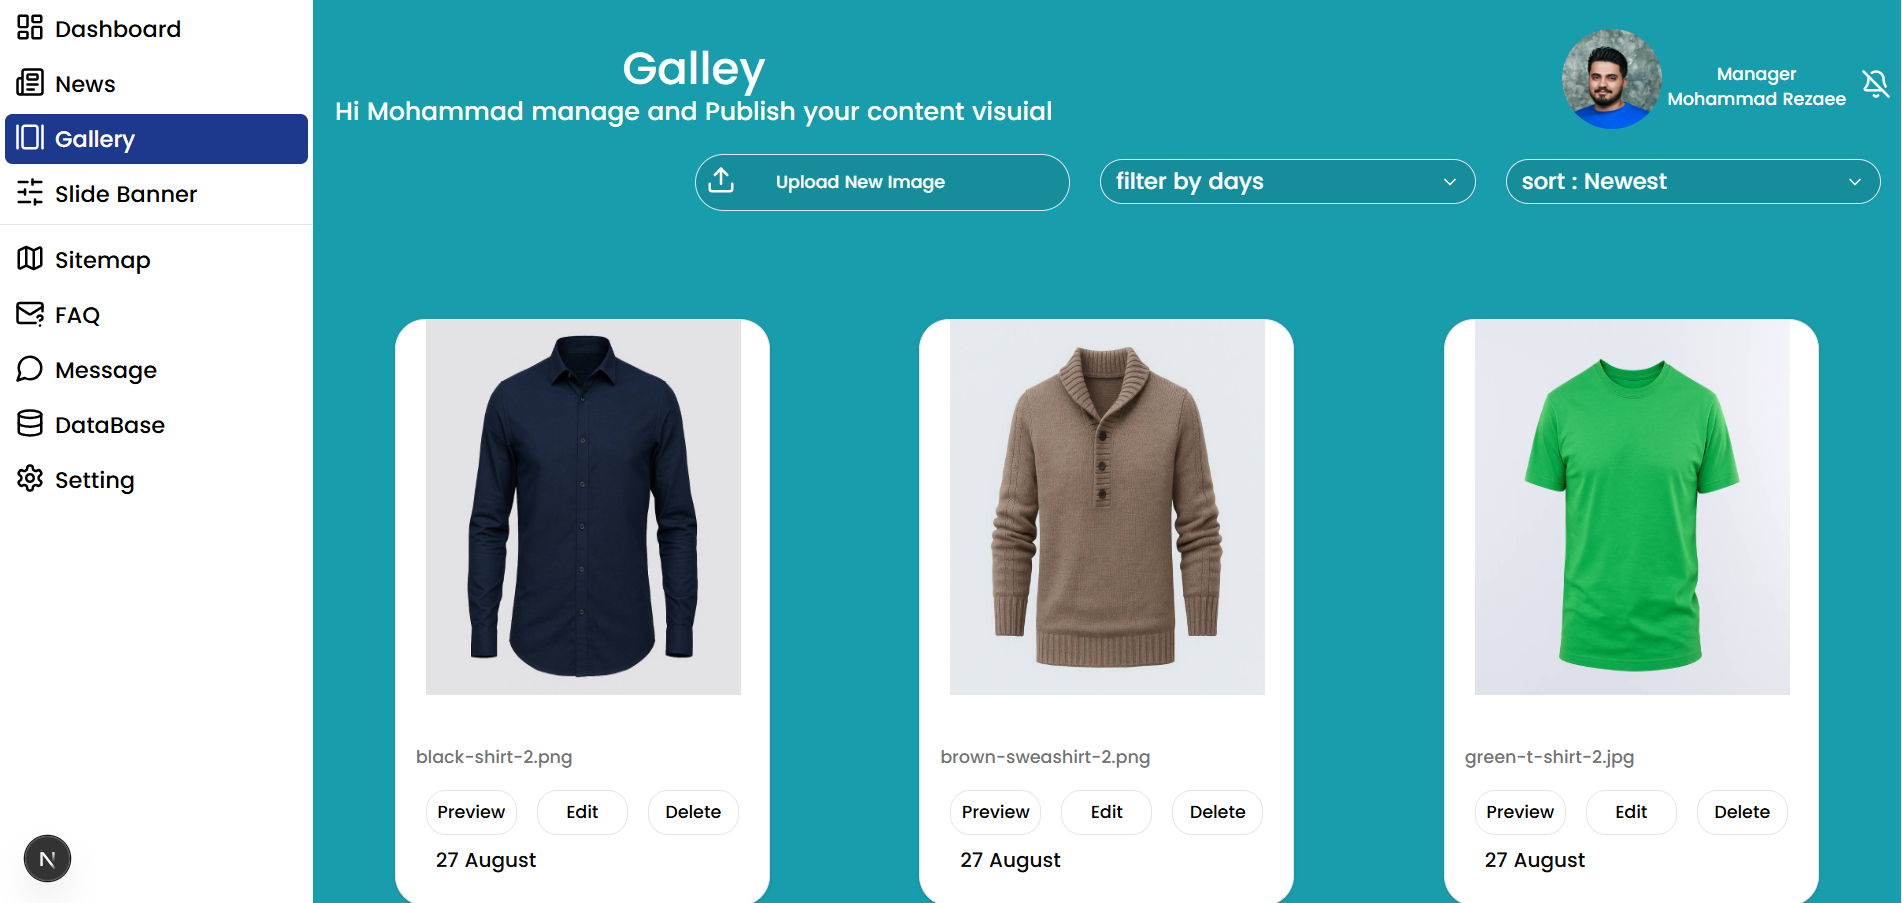 Dashboard
News
Gallery
Slide Banner
Sitemap
FAQ
Message
DataBase
Setting
N
Galley
Hi Mohammad manage and Publish your content visuial
Manager
Mohammad Rezaee
Upload New Image
filter by days
sort : Newest
black-shirt-2.png
Preview Edit Delete
27 August
brown-sweashirt-2.png
Preview Edit Delete
27 August
green-t-shirt-2.jpg
Preview Edit Delete
27 August